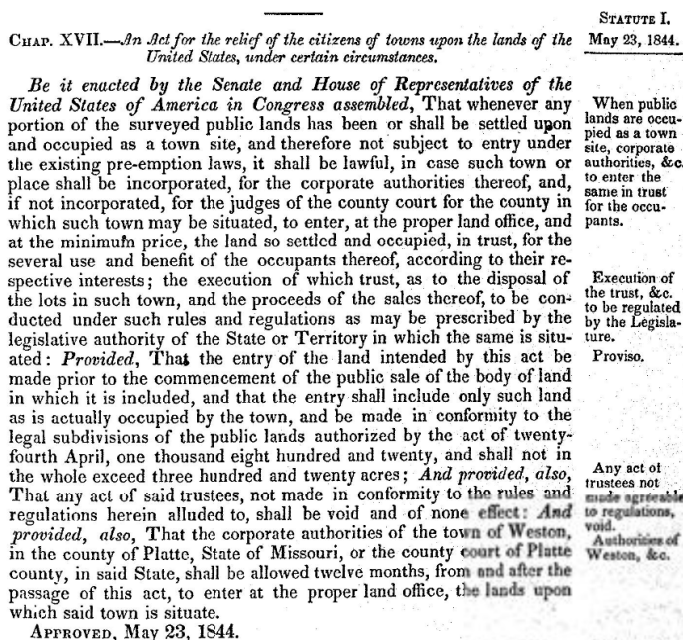 STATUTE I.
May 23, 1844.
CHAP. XVII.—An Act for the relief of the citizens of towns upon the lands of the
United States, under certain circumstances.
Be it enacted by the Senate and House of Representatives of the
United States of America in Congress assembled, That whenever any
portion of the surveyed public lands has been or shall be settled upon
and occupied as a town site, and therefore not subject to entry under
the existing pre-emption laws, it shall be lawful, in case such town or
place shall be incorporated, for the corporate authorities thereof, and,
if not incorporated, for the judges of the county court for the county in
which such town may be situated, to enter, at the proper land office, and
at the minimum price, the land so settled and occupied, in trust, for the
several use and benefit of the occupants thereof, according to their re-
spective interests; the execution of which trust, as to the disposal of
the lots in such town, and the proceeds of the sales thereof, to be con-
ducted under such rules and regulations as may be prescribed by the
legislative authority of the State or Territory in which the same is situ-
ated: Provided, That the entry of the land intended by this act be
made prior to the commencement of the public sale of the body of land
in which it is included, and that the entry shall include only such land
as is actually occupied by the town, and be made in conformity to the
legal subdivisions of the public lands authorized by the act of twenty-
fourth April, one thousand eight hundred and twenty, and shall not in
the whole exceed three hundred and twenty acres; And provided, also,
That any act of said trustees, not made in conformity to the rules and
regulations herein alluded to, shall be void and of none effect: And
provided, also, That the corporate authorities of the town of Weston,
in the county of Platte, State of Missouri, or the county court of Platte
county, in said State, shall be allowed twelve months, from and after the
passage of this act, to enter at the proper land office, the lands upon
which said town is situate.
APPROVED, May 23, 1844.
When public
lands are occu-
pied as a town
site, corporate
authorities, &c.
to enter the
same in trust
for the occu-
pants.
Execution of
the trust, &c.
to be regulated
by the Legisla-
ture.
Proviso.
Any act of
trustees not
made agreeable
to regulations,
void.
Authorities of
Weston, &c.